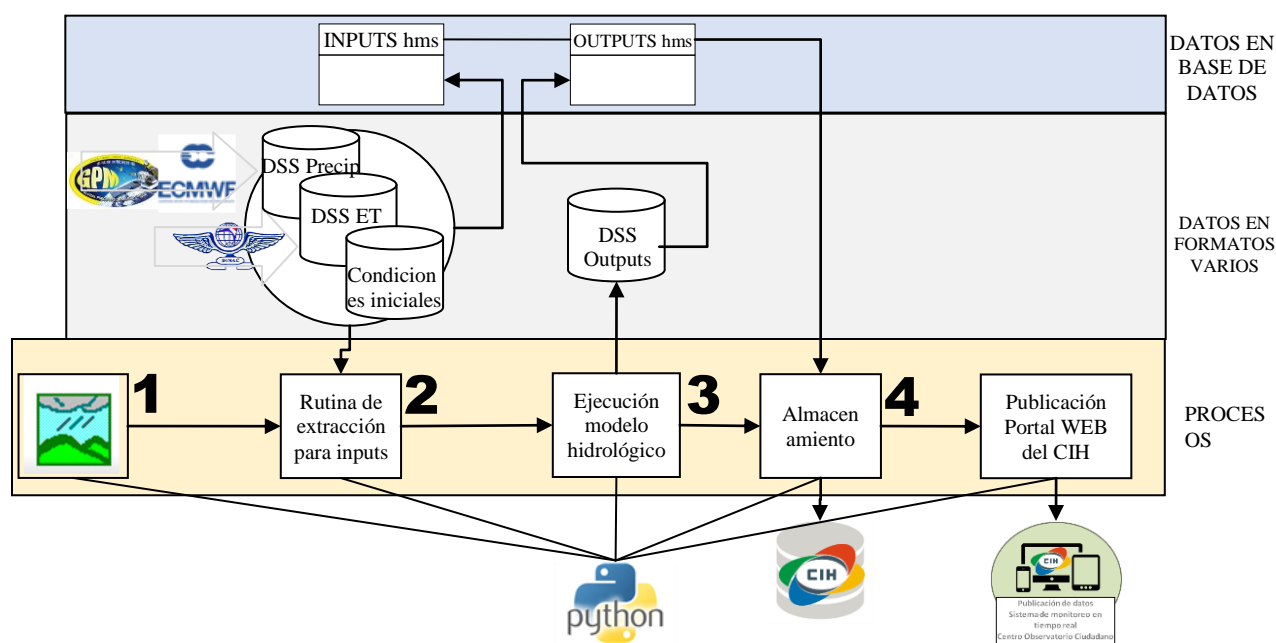 INPUTS hms
OUTPUTS hms
DATOS EN
BASE DE
DATOS
GPM
ECMWF
DSS Precip
DSS ET
Condicion
es iniciales
DSS
Outputs
DATOS EN
FORMATOS
VARIOS
1
Rutina de
extracción
para inputs
2
Ejecución
modelo
hidrológico
3
Almacen
amiento
4
Publicación
Portal WEB
del CIH
PROCES
OS
python
CIH
CIH
Publicación de datos
Sistema de monitoreo en
tiempo real
Centro Observatorio Ciudadano